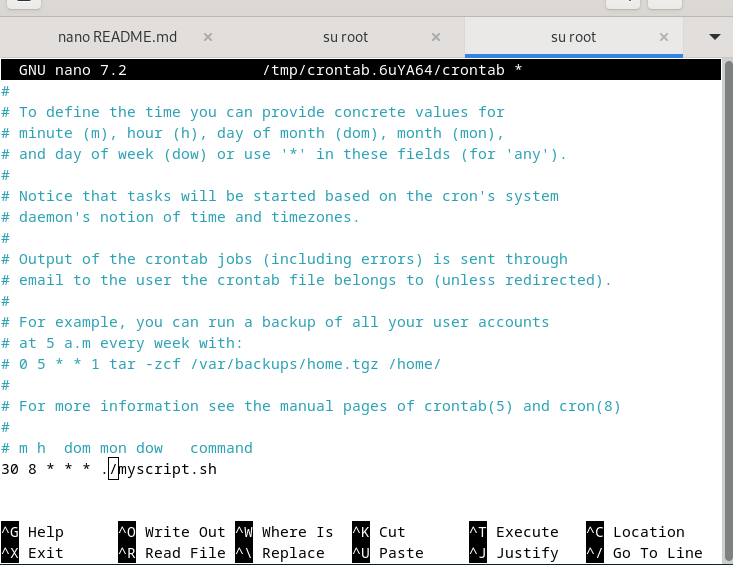 nano README.md × su root × su root ×
GNU nano 7.2 /tmp/crontab.6uYA64/crontab *
#
# To define the time you can provide concrete values for
# minute (m), hour (h), day of month (dom), month (mon),
# and day of week (dow) or use '*' in these fields (for 'any').
#
# Notice that tasks will be started based on the cron's system
# daemon's notion of time and timezones.
#
# Output of the crontab jobs (including errors) is sent through
# email to the user the crontab file belongs to (unless redirected).
#
# For example, you can run a backup of all your user accounts
# at 5 a.m every week with:
# 0 5 * * 1 tar -zcf /var/backups/home.tgz /home/
#
# For more information see the manual pages of crontab(5) and cron(8)
#
# m h  dom mon dow   command
30 8 * * * ./myscript.sh
^G Help ^O Write Out ^W Where Is ^K Cut ^T Execute ^C Location
^X Exit ^R Read File ^\ Replace ^U Paste ^J Justify ^/ Go To Line